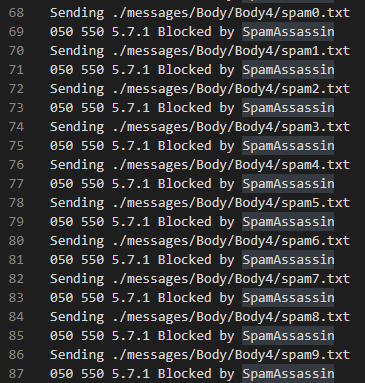 68 Sending ./messages/Body/Body4/spam0.txt
69 050 550 5.7.1 Blocked by SpamAssassin
70 Sending ./messages/Body/Body4/spam1.txt
71 050 550 5.7.1 Blocked by SpamAssassin
72 Sending ./messages/Body/Body4/spam2.txt
73 050 550 5.7.1 Blocked by SpamAssassin
74 Sending ./messages/Body/Body4/spam3.txt
75 050 550 5.7.1 Blocked by SpamAssassin
76 Sending ./messages/Body/Body4/spam4.txt
77 050 550 5.7.1 Blocked by SpamAssassin
78 Sending ./messages/Body/Body4/spam5.txt
79 050 550 5.7.1 Blocked by SpamAssassin
80 Sending ./messages/Body/Body4/spam6.txt
81 050 550 5.7.1 Blocked by SpamAssassin
82 Sending ./messages/Body/Body4/spam7.txt
83 050 550 5.7.1 Blocked by SpamAssassin
84 Sending ./messages/Body/Body4/spam8.txt
85 050 550 5.7.1 Blocked by SpamAssassin
86 Sending ./messages/Body/Body4/spam9.txt
87 050 550 5.7.1 Blocked by SpamAssassin